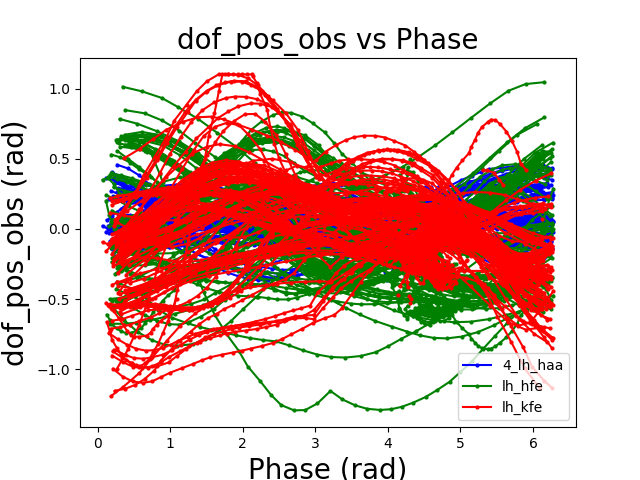 dof_pos_obs vs Phase
dof_pos_obs (rad)
1.0
0.5
0.0
−0.5
−1.0
4_lh_haa
lh_hfe
lh_kfe
0 1 2 3 4 5 6
Phase (rad)